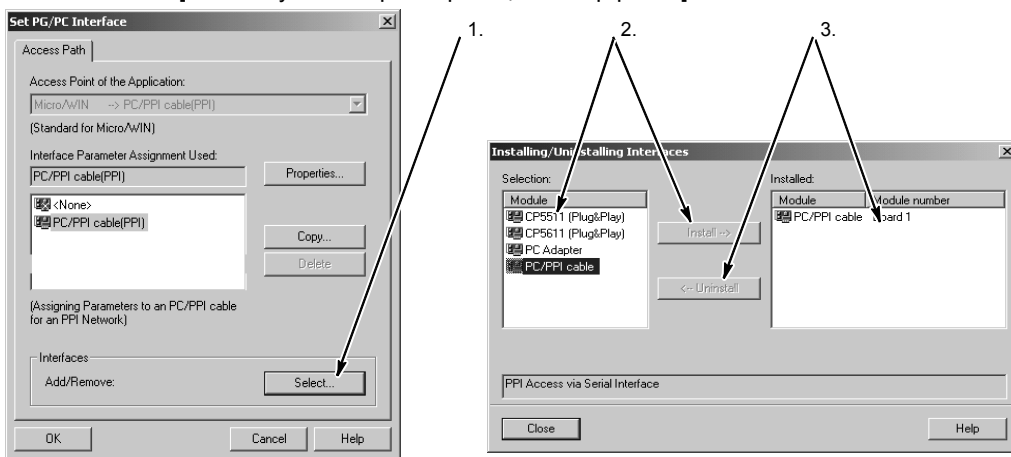 Set PG/PC Interface
Access Path
Access Point of the Application:
Micro/WIN --> PC/PPI cable(PPI)
(Standard for Micro/WIN)
Interface Parameter Assignment Used:
PC/PPI cable(PPI)
Properties...
<None>
PC/PPI cable(PPI)
Copy...
Delete
(Assigning Parameters to an PC/PPI cable
for an PPI Network)
Interfaces
Add/Remove:
Select...
OK
Cancel
Help
1.
2.
3.
Installing/Uninstalling Interfaces
Selection:
Installed:
Module
Module
Module number
CP5511 (Plug&Play)
CP5611 (Plug&Play)
PC Adapter
PC/PPI cable
Install -->
<-- Uninstall
PC/PPI cable
Board 1
PPI Access via Serial Interface
Close
Help